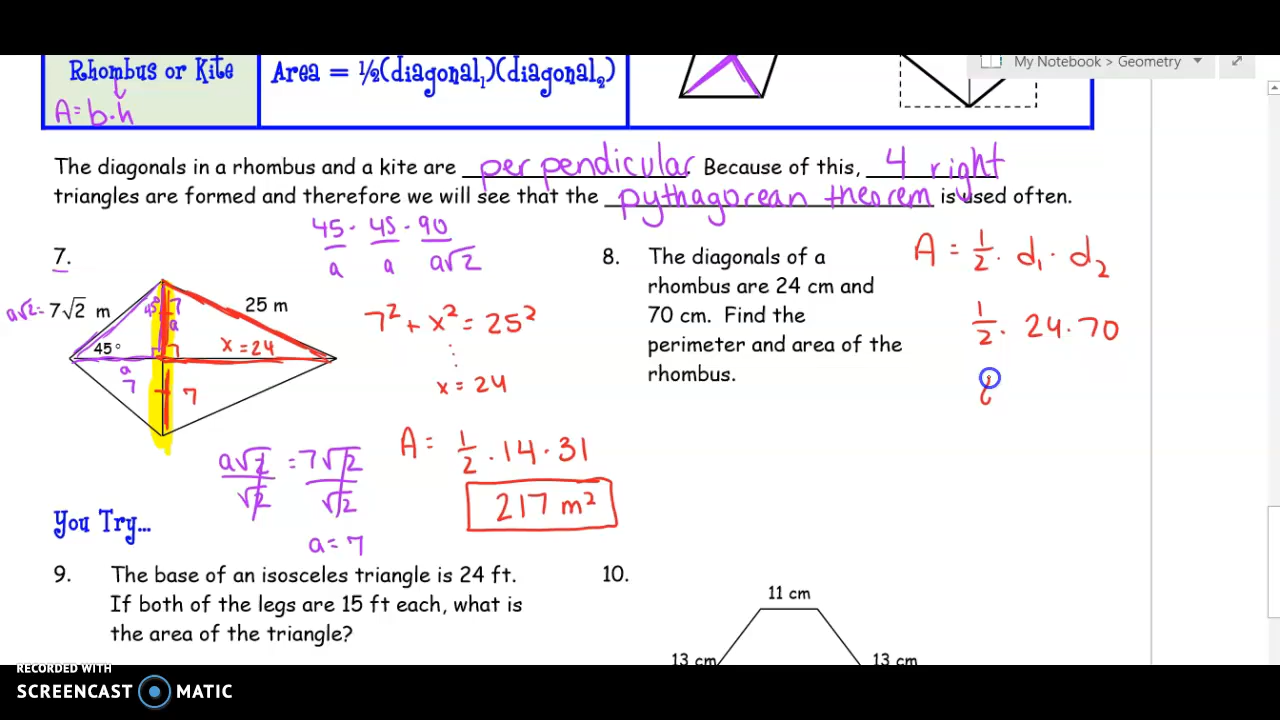 Rhombus or Kite
A = b·h
Area = ½(diagonal₁)(diagonal₂)
My Notebook > Geometry
The diagonals in a rhombus and a kite are perpendicular. Because of this, 4 right
triangles are formed and therefore we will see that the pythagorean theorem is used often.
45 · 45 · 90
a a a√2
7.
a√2 = 7√2 m
25 m
45°
7
a
45°
x = 24
a
7
7
7
7² + x² = 25²
⋮
x = 24
a√2 = 7√2
√2 √2
a = 7
A = 1/2 · 14 · 31
217 m²
8. The diagonals of a
rhombus are 24 cm and
70 cm. Find the
perimeter and area of the
rhombus.
A = 1/2 · d₁ · d₂
1/2 · 24 · 70
You Try...
9. The base of an isosceles triangle is 24 ft.
If both of the legs are 15 ft each, what is
the area of the triangle?
10.
11 cm
13 cm 13 cm
RECORDED WITH
SCREENCAST MATIC